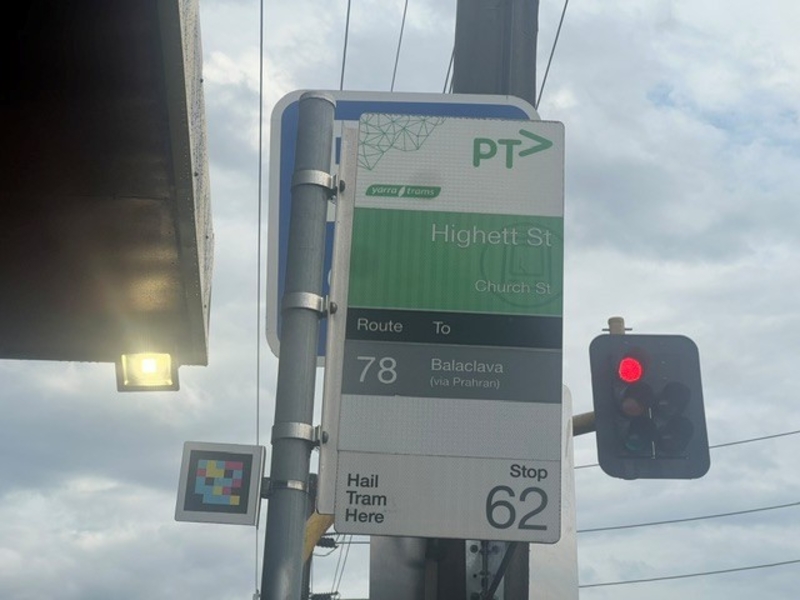 PT>
yarra trams
Highett St
Church St
Route To
78 Balaclava
(via Prahran)
Hail
Tram
Here
Stop
62